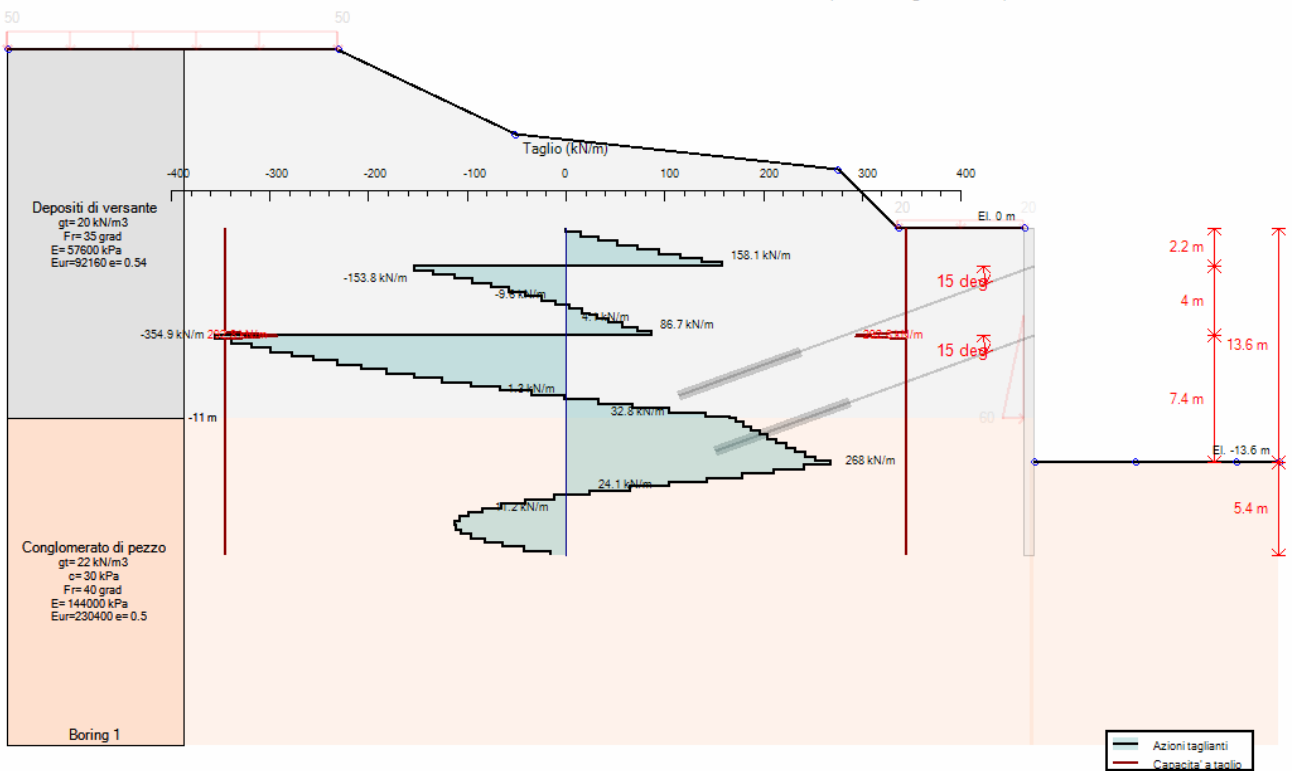 50
50
Taglio (kN/m)
-400
-300
-200
-100
0
100
200
300
400
Depositi di versante
gt= 20 kN/m3
Fr= 35 grad
E= 57600 kPa
Eur=92160 e= 0.54
20
20
El. 0 m
2.2 m
158.1 kN/m
-153.8 kN/m
15 deg
4 m
86.7 kN/m
-354.9 kN/m
15 deg
13.6 m
7.4 m
32.8 kN/m
-11 m
60
El. -13.6 m
268 kN/m
24.1 kN/m
5.4 m
Conglomerato di pezzo
gt= 22 kN/m3
c= 30 kPa
Fr= 40 grad
E= 144000 kPa
Eur=230400 e= 0.5
Boring 1
Azioni taglianti
Capacita' a taglio